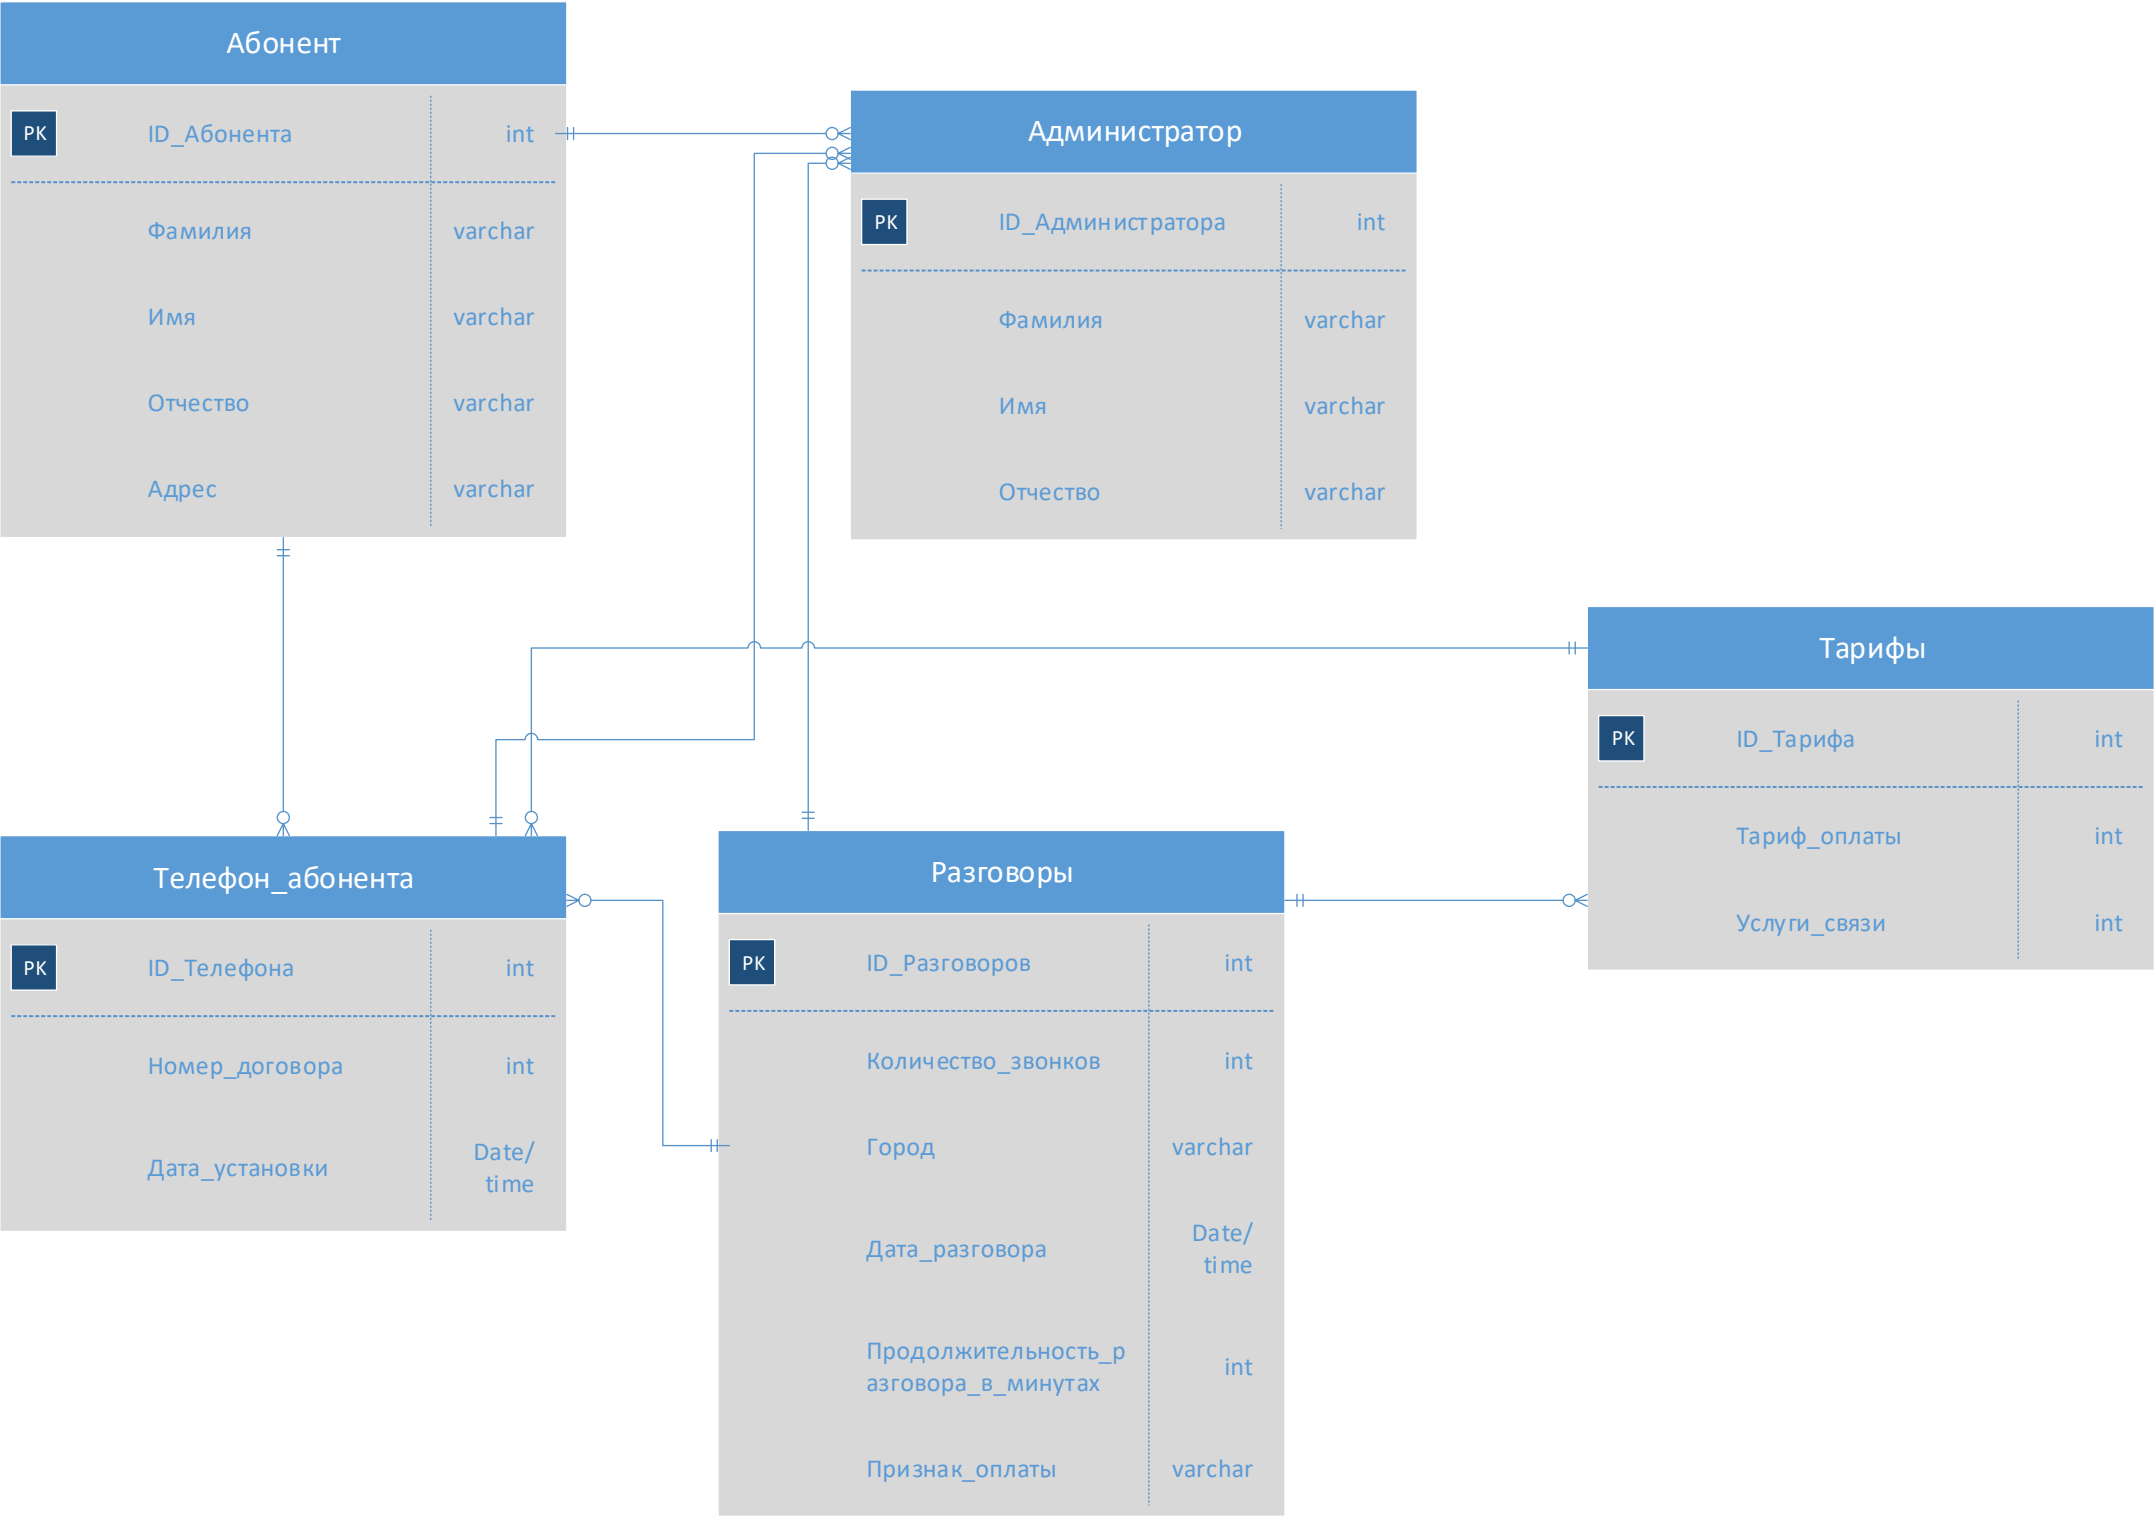 Абонент
PK
ID_Абонента
int
Фамилия
varchar
Имя
varchar
Отчество
varchar
Адрес
varchar
Администратор
PK
ID_Администратора
int
Фамилия
varchar
Имя
varchar
Отчество
varchar
Тарифы
PK
ID_Тарифа
int
Тариф_оплаты
int
Услуги_связи
int
Телефон_абонента
PK
ID_Телефона
int
Номер_договора
int
Дата_установки
Date/
time
Разговоры
PK
ID_Разговоров
int
Количество_звонков
int
Город
varchar
Дата_разговора
Date/
time
Продолжительность_р
азговора_в_минутах
int
Признак_оплаты
varchar